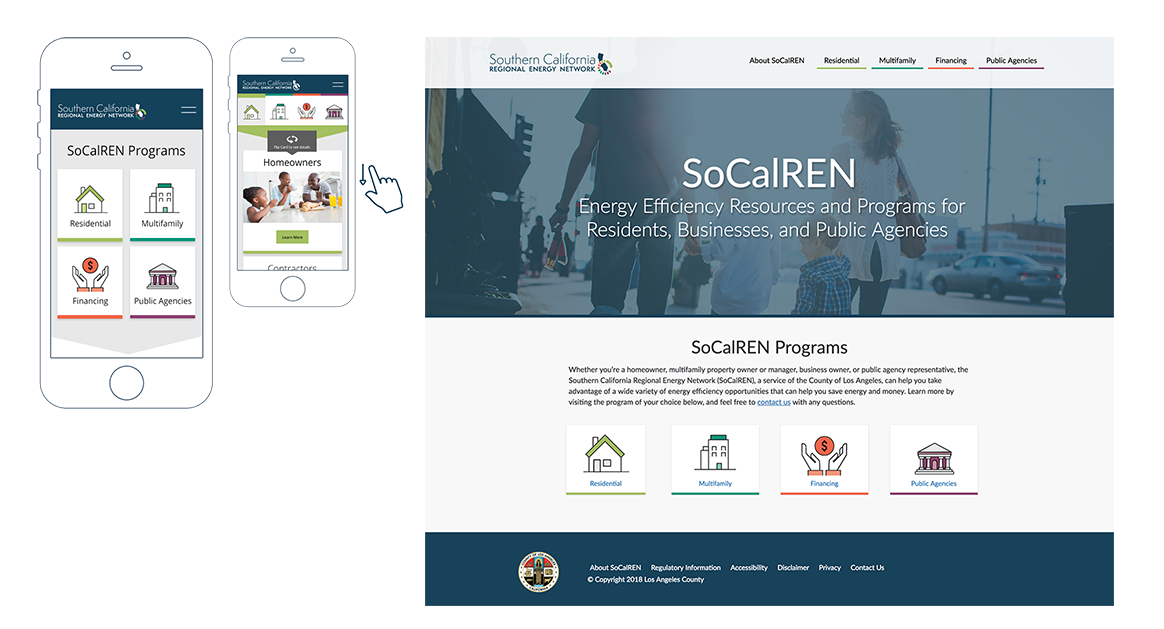 Southern California
REGIONAL ENERGY NETWORK
SoCalREN Programs
Residential
Multifamily
Financing
Public Agencies
Southern California
REGIONAL ENERGY NETWORK
Flip Card to see details
Homeowners
Learn More
Contractors
Southern California
REGIONAL ENERGY NETWORK
About SoCalREN Residential Multifamily Financing Public Agencies
SoCalREN
Energy Efficiency Resources and Programs for
Residents, Businesses, and Public Agencies
SoCalREN Programs
Whether you're a homeowner, multifamily property owner or manager, business owner, or public agency representative, the
Southern California Regional Energy Network (SoCalREN), a service of the County of Los Angeles, can help you take
advantage of a wide variety of energy efficiency opportunities that can help you save energy and money. Learn more by
visiting the program of your choice below, and feel free to contact us with any questions.
Residential Multifamily Financing Public Agencies
About SoCalREN Regulatory Information Accessibility Disclaimer Privacy Contact Us
© Copyright 2018 Los Angeles County